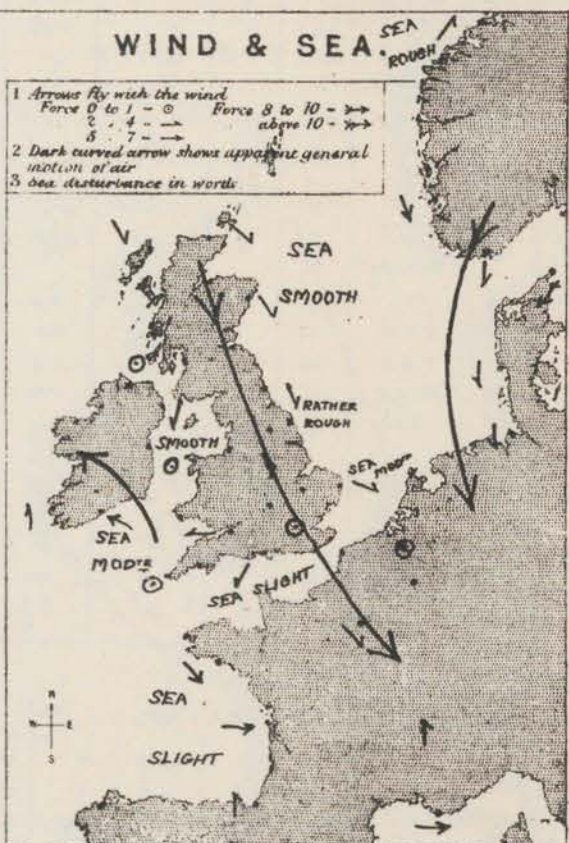 WIND & SEA.
1 Arrows fly with the wind
Force 0 to 1 - ⊙ Force 8 to 10 -
2 . 4 - above 10 -
5 . 7 -
2 Dark curved arrow shows apparent general
motion of air
3 Sea disturbance in words
SEA
ROUGH
SEA
SMOOTH
RATHER
ROUGH
SMOOTH
SEA MODTE
SEA
MODTE
SEA SLIGHT
SEA
SLIGHT
N
W E
S